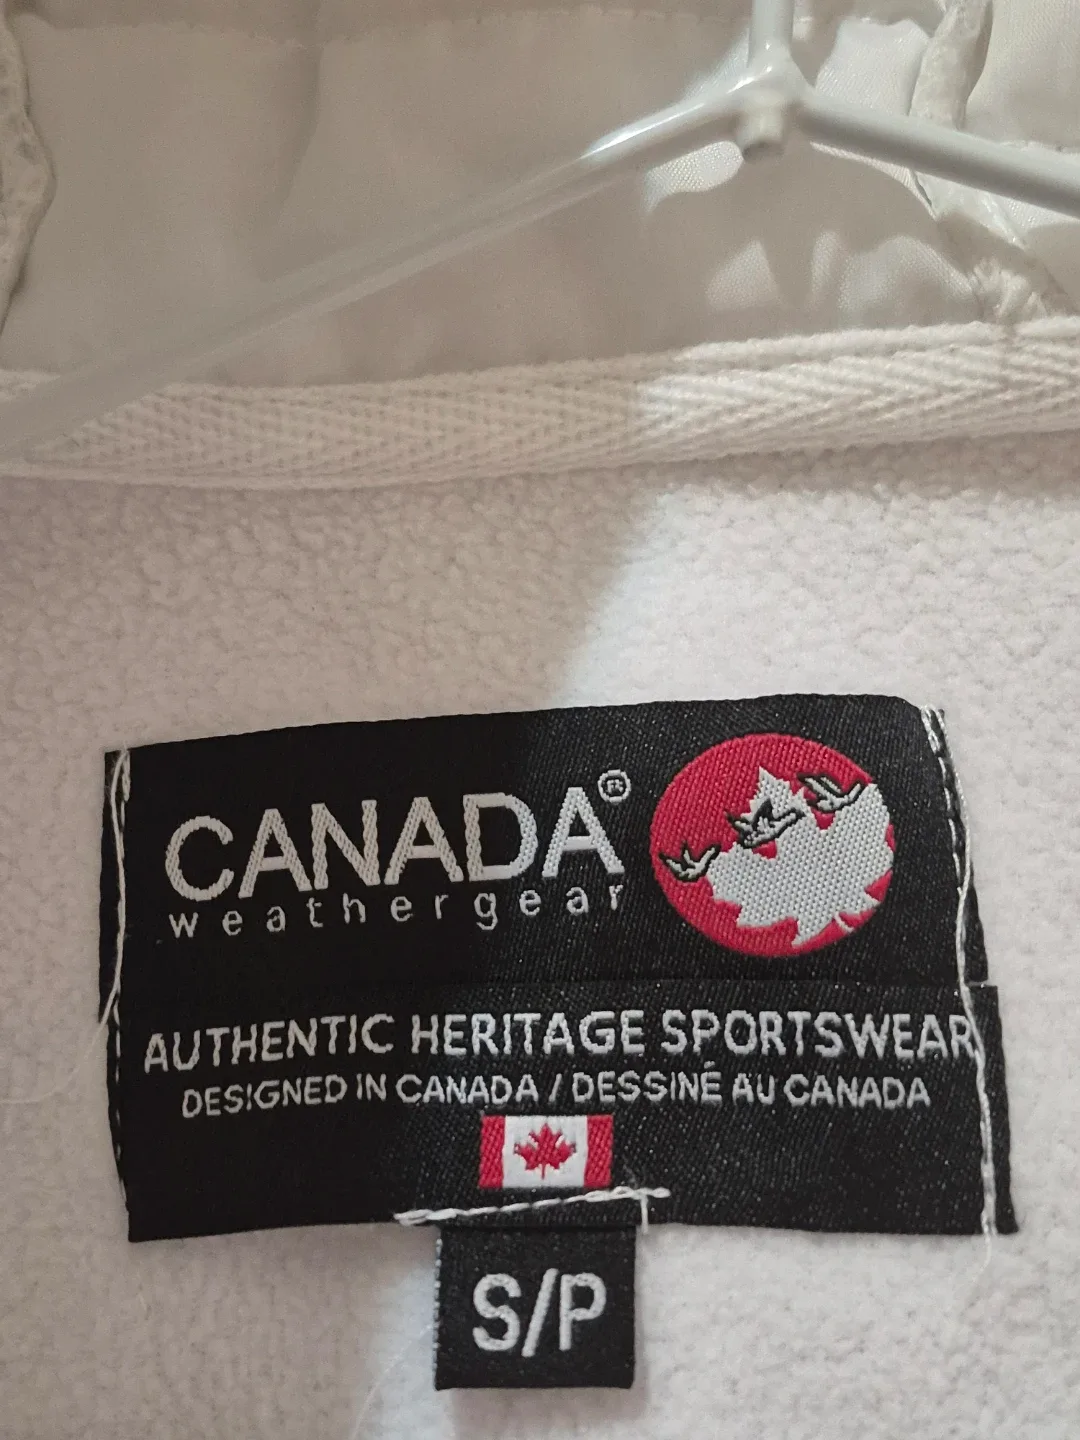 CANADA®
weathergear
AUTHENTIC HERITAGE SPORTSWEAR
DESIGNED IN CANADA / DESSINÉ AU CANADA
S/P